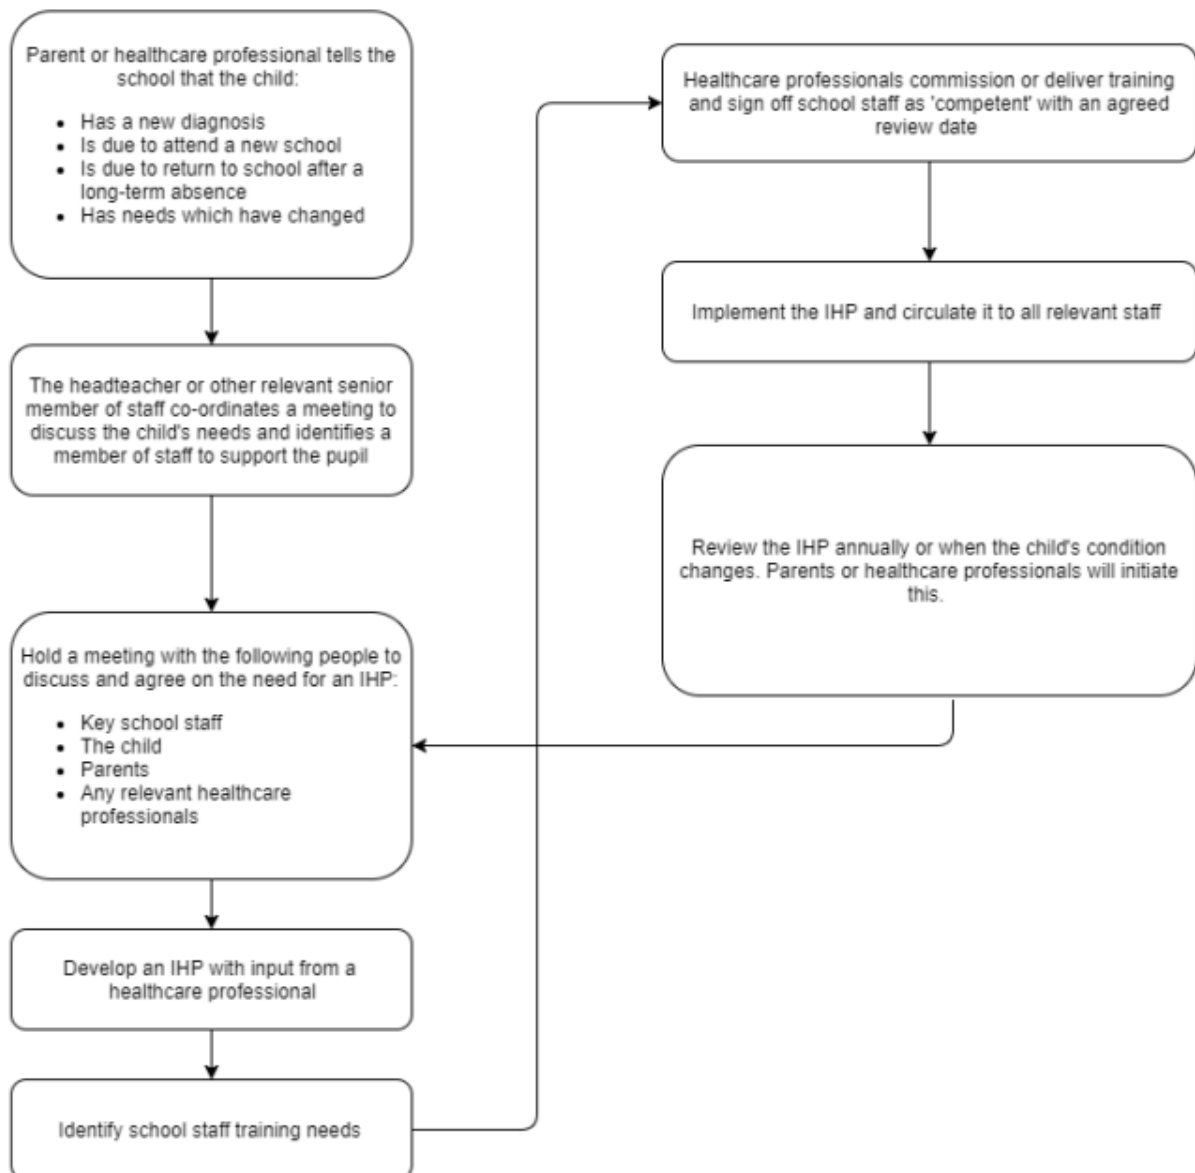 Parent or healthcare professional tells the
school that the child:
• Has a new diagnosis
• Is due to attend a new school
• Is due to return to school after a
long-term absence
• Has needs which have changed
The headteacher or other relevant senior
member of staff co-ordinates a meeting to
discuss the child's needs and identifies a
member of staff to support the pupil
Hold a meeting with the following people to
discuss and agree on the need for an IHP:
• Key school staff
• The child
• Parents
• Any relevant healthcare
professionals
Develop an IHP with input from a
healthcare professional
Identify school staff training needs
Healthcare professionals commission or deliver training
and sign off school staff as 'competent' with an agreed
review date
Implement the IHP and circulate it to all relevant staff
Review the IHP annually or when the child's condition
changes. Parents or healthcare professionals will initiate
this.